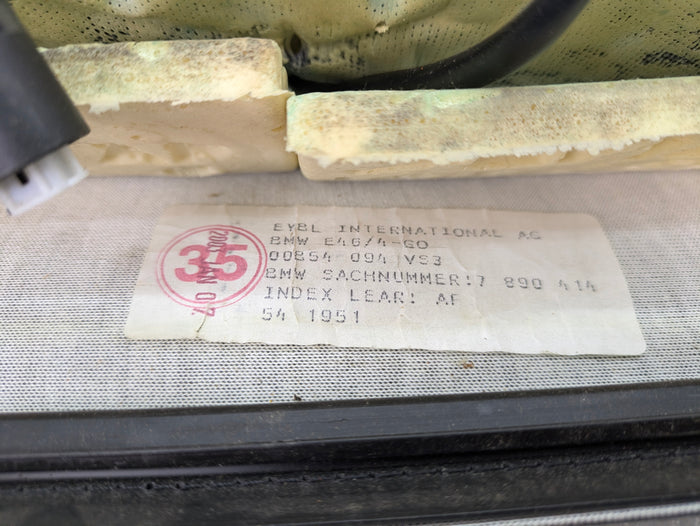 EYBL INTERNATIONAL AG
BMW E46/4-GO
00854 094 VS3
BMW SACHNUMMER:7 890 414
INDEX LEAR: AF
54 1951
35